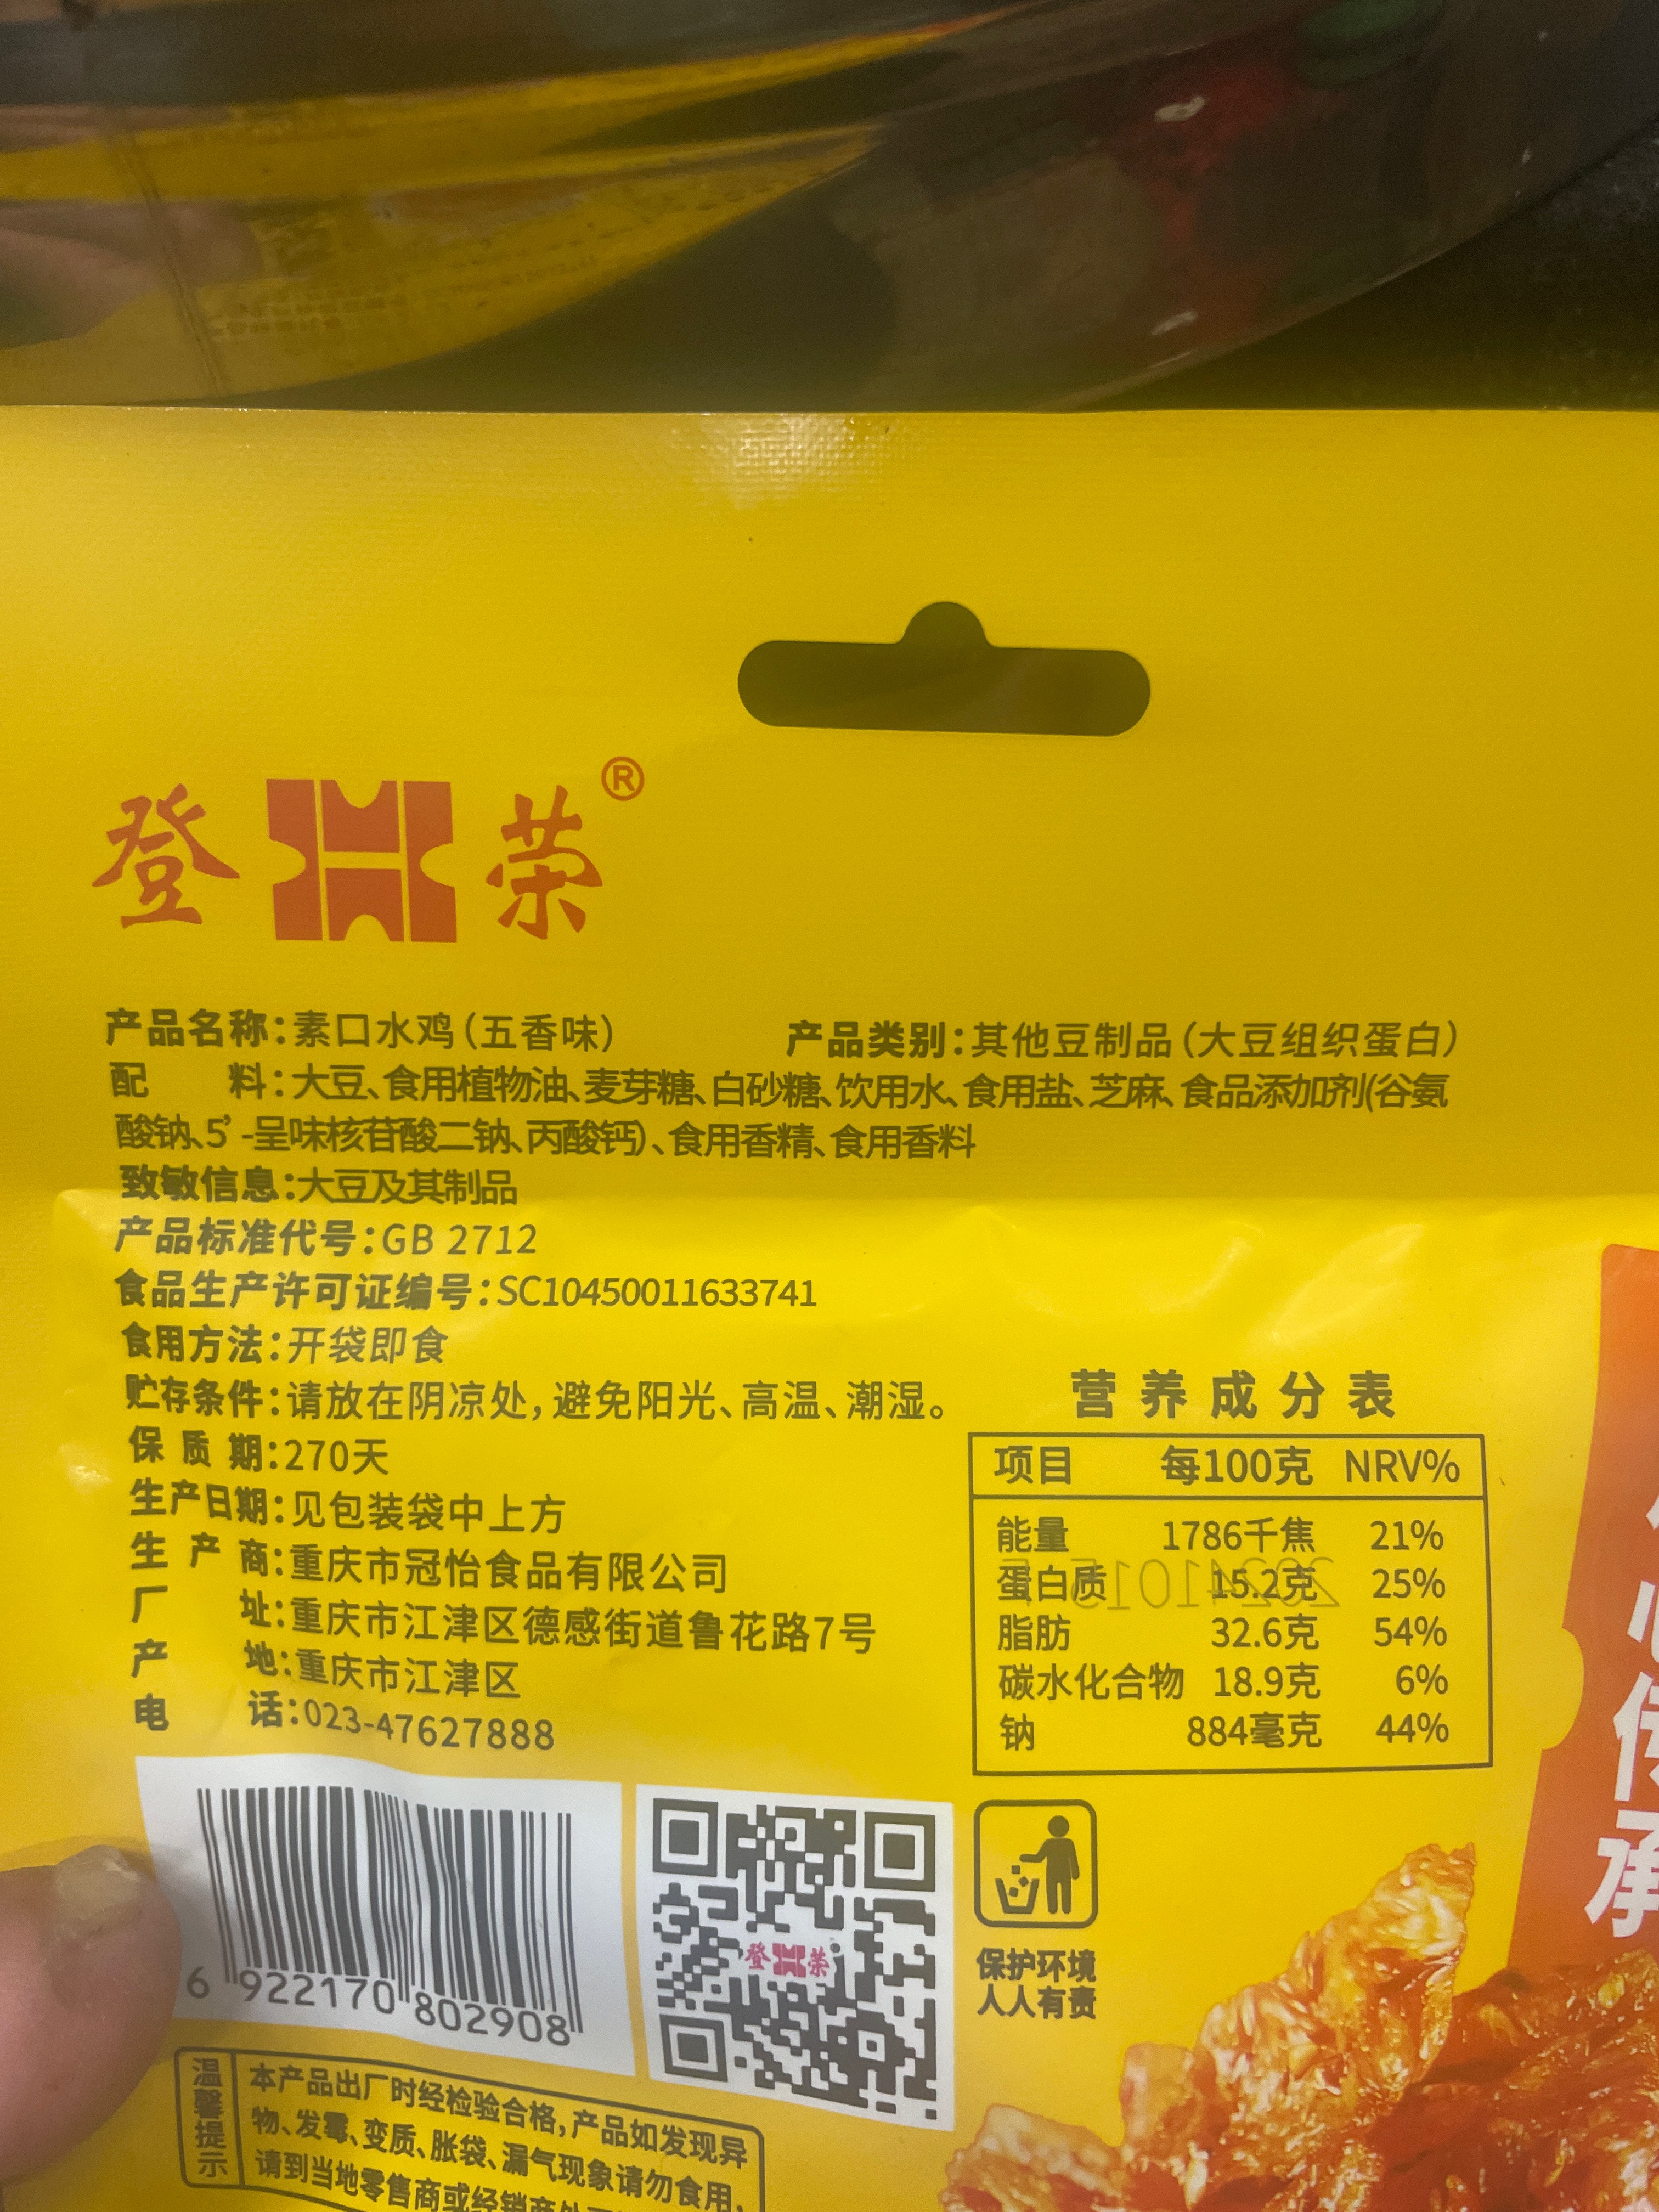 登 荣®
产品名称:素口水鸡(五香味) 产品类别:其他豆制品(大豆组织蛋白)
配料:大豆、食用植物油、麦芽糖、白砂糖、饮用水、食用盐、芝麻、食品添加剂(谷氨
酸钠、5'-呈味核苷酸二钠、丙酸钙)、食用香精、食用香料
致敏信息:大豆及其制品
产品标准代号:GB 2712
食品生产许可证编号:SC10450011633741
食用方法:开袋即食
贮存条件:请放在阴凉处,避免阳光、高温、潮湿。
保质期:270天
生产日期:见包装袋中上方
生产商:重庆市冠怡食品有限公司
厂址:重庆市江津区德感街道鲁花路7号
产地:重庆市江津区
电话:023-47627888
营养成分表
项目 每100克 NRV%
能量 1786千焦 21%
蛋白质 15.2克 25%
脂肪 32.6克 54%
碳水化合物 18.9克 6%
钠 884毫克 44%
6 922170 802908
登 荣
保护环境
人人有责
温馨提示
本产品出厂时经检验合格,产品如发现异
物、发霉、变质、胀袋、漏气现象请勿食用,
请到当地零售商或经销商处
传
承